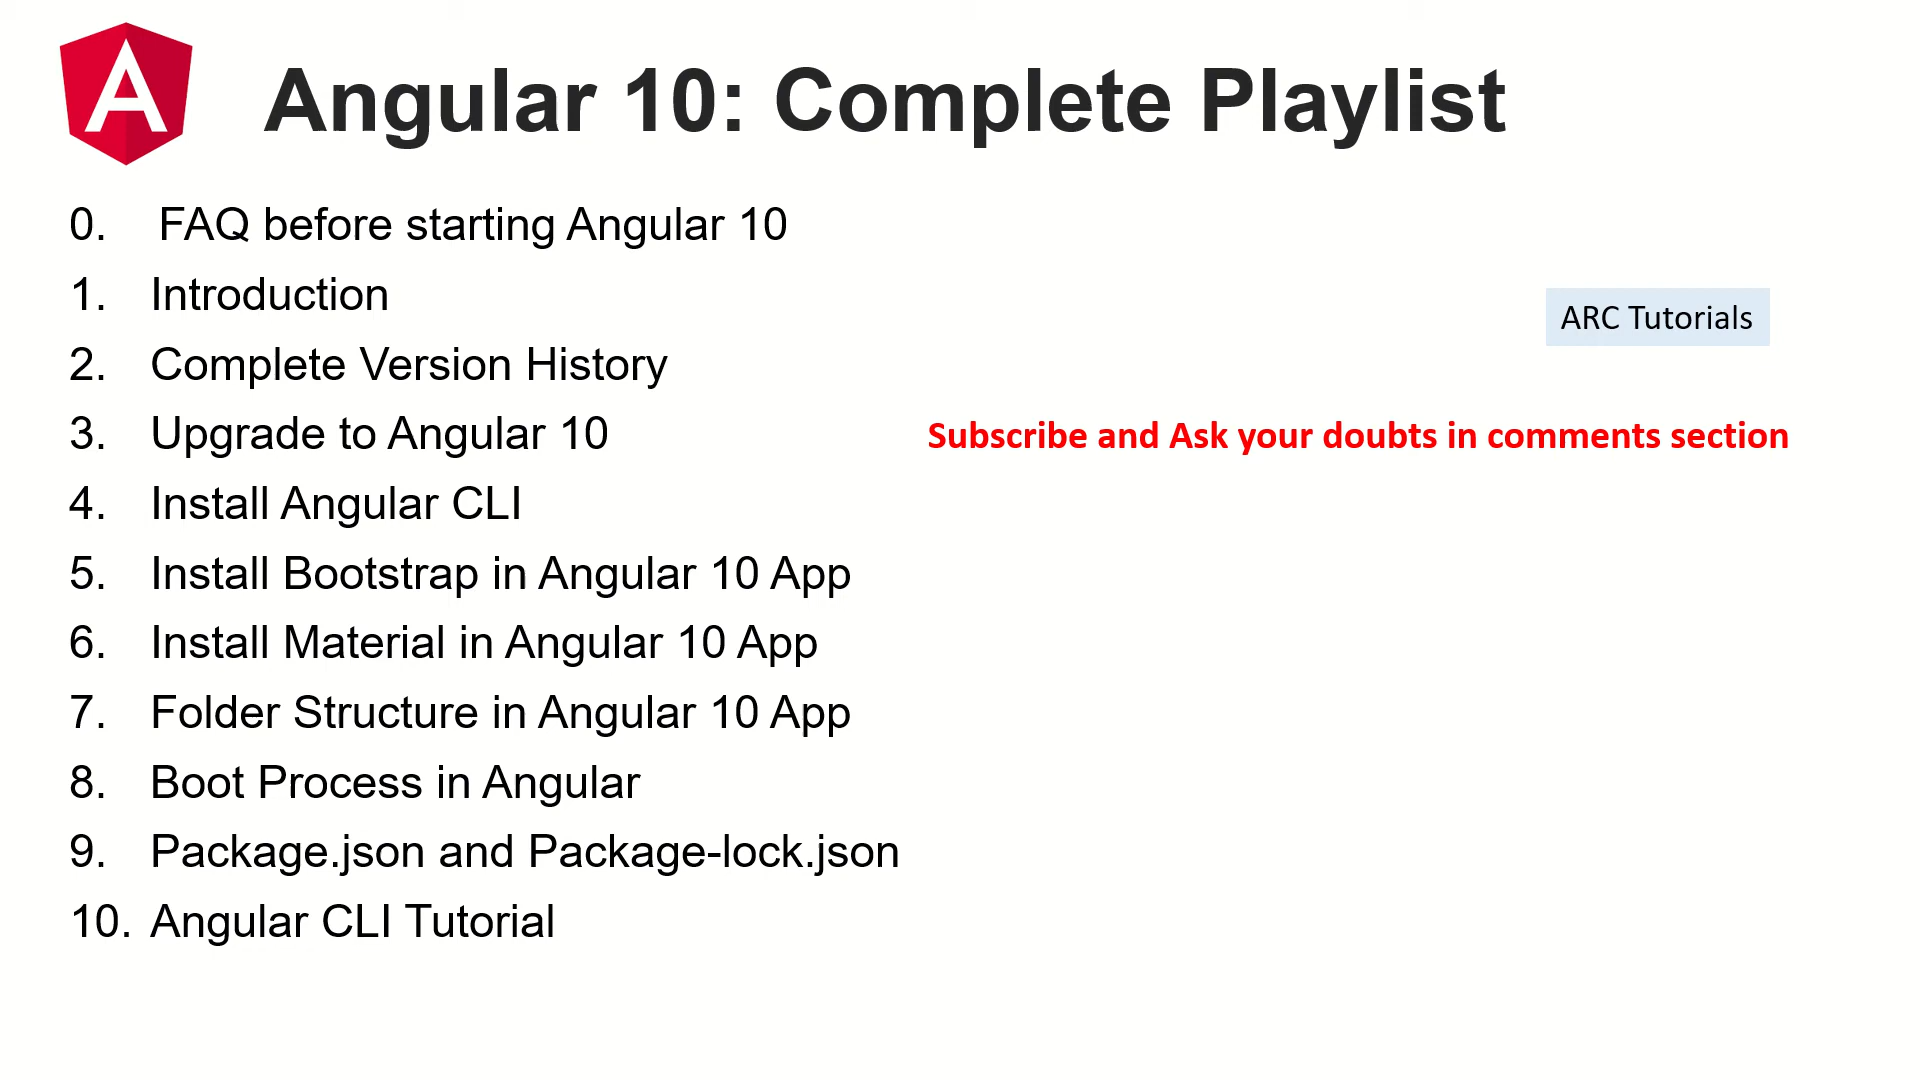 Angular 10: Complete Playlist
0. FAQ before starting Angular 10
1. Introduction
2. Complete Version History
3. Upgrade to Angular 10
4. Install Angular CLI
5. Install Bootstrap in Angular 10 App
6. Install Material in Angular 10 App
7. Folder Structure in Angular 10 App
8. Boot Process in Angular
9. Package.json and Package-lock.json
10. Angular CLI Tutorial
ARC Tutorials
Subscribe and Ask your doubts in comments section